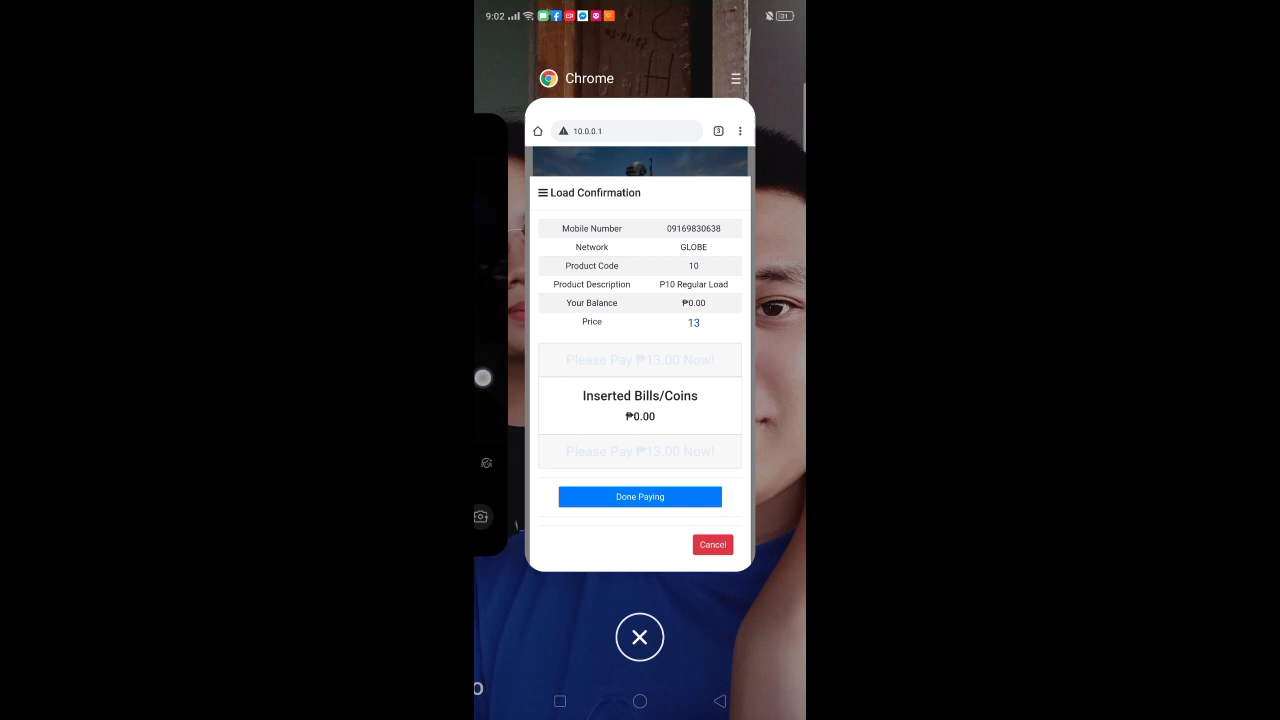 9:02
31
Chrome
10.0.0.1
3
Load Confirmation
Mobile Number 09169830638
Network GLOBE
Product Code 10
Product Description P10 Regular Load
Your Balance ₱0.00
Price 13
Please Pay ₱13.00 Now!
Inserted Bills/Coins
₱0.00
Please Pay ₱13.00 Now!
Done Paying
Cancel